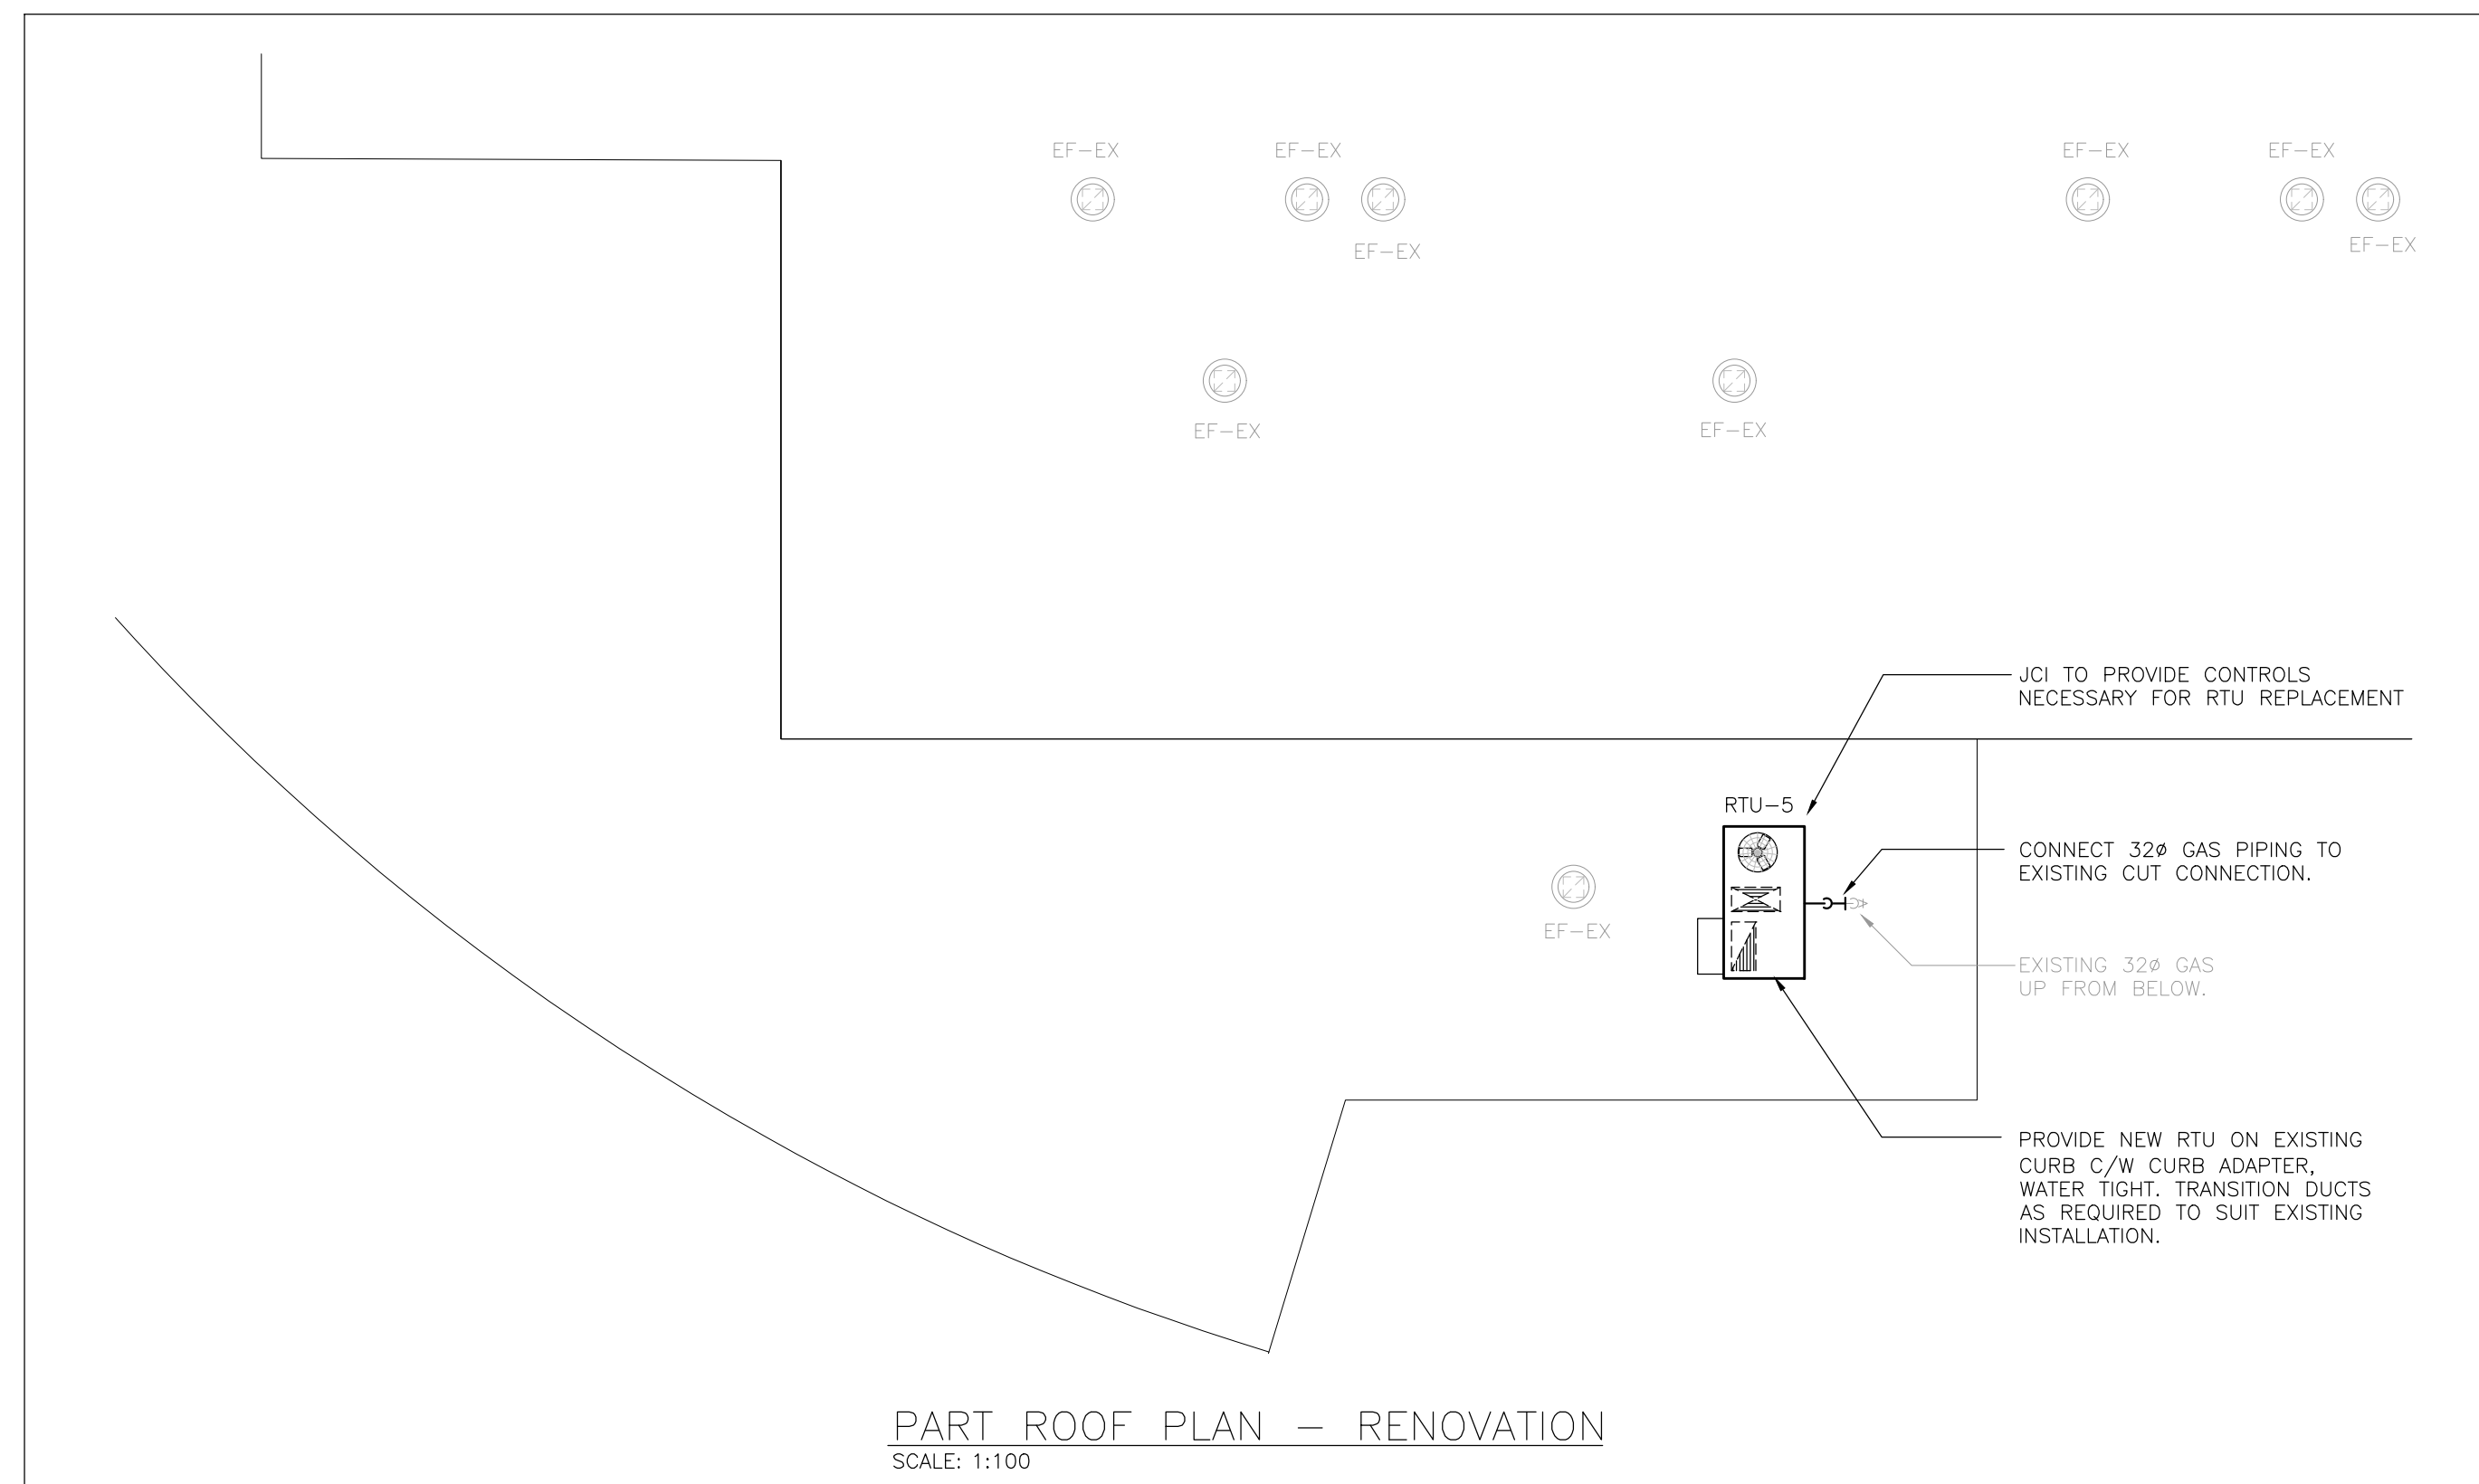 EF-EX
EF-EX
EF-EX
EF-EX
EF-EX
EF-EX
EF-EX
EF-EX
JCI TO PROVIDE CONTROLS
NECESSARY FOR RTU REPLACEMENT
RTU-5
CONNECT 32ø GAS PIPING TO
EXISTING CUT CONNECTION.
EF-EX
EXISTING 32ø GAS
UP FROM BELOW.
PROVIDE NEW RTU ON EXISTING
CURB C/W CURB ADAPTER,
WATER TIGHT. TRANSITION DUCTS
AS REQUIRED TO SUIT EXISTING
INSTALLATION.
PART ROOF PLAN - RENOVATION
SCALE: 1:100